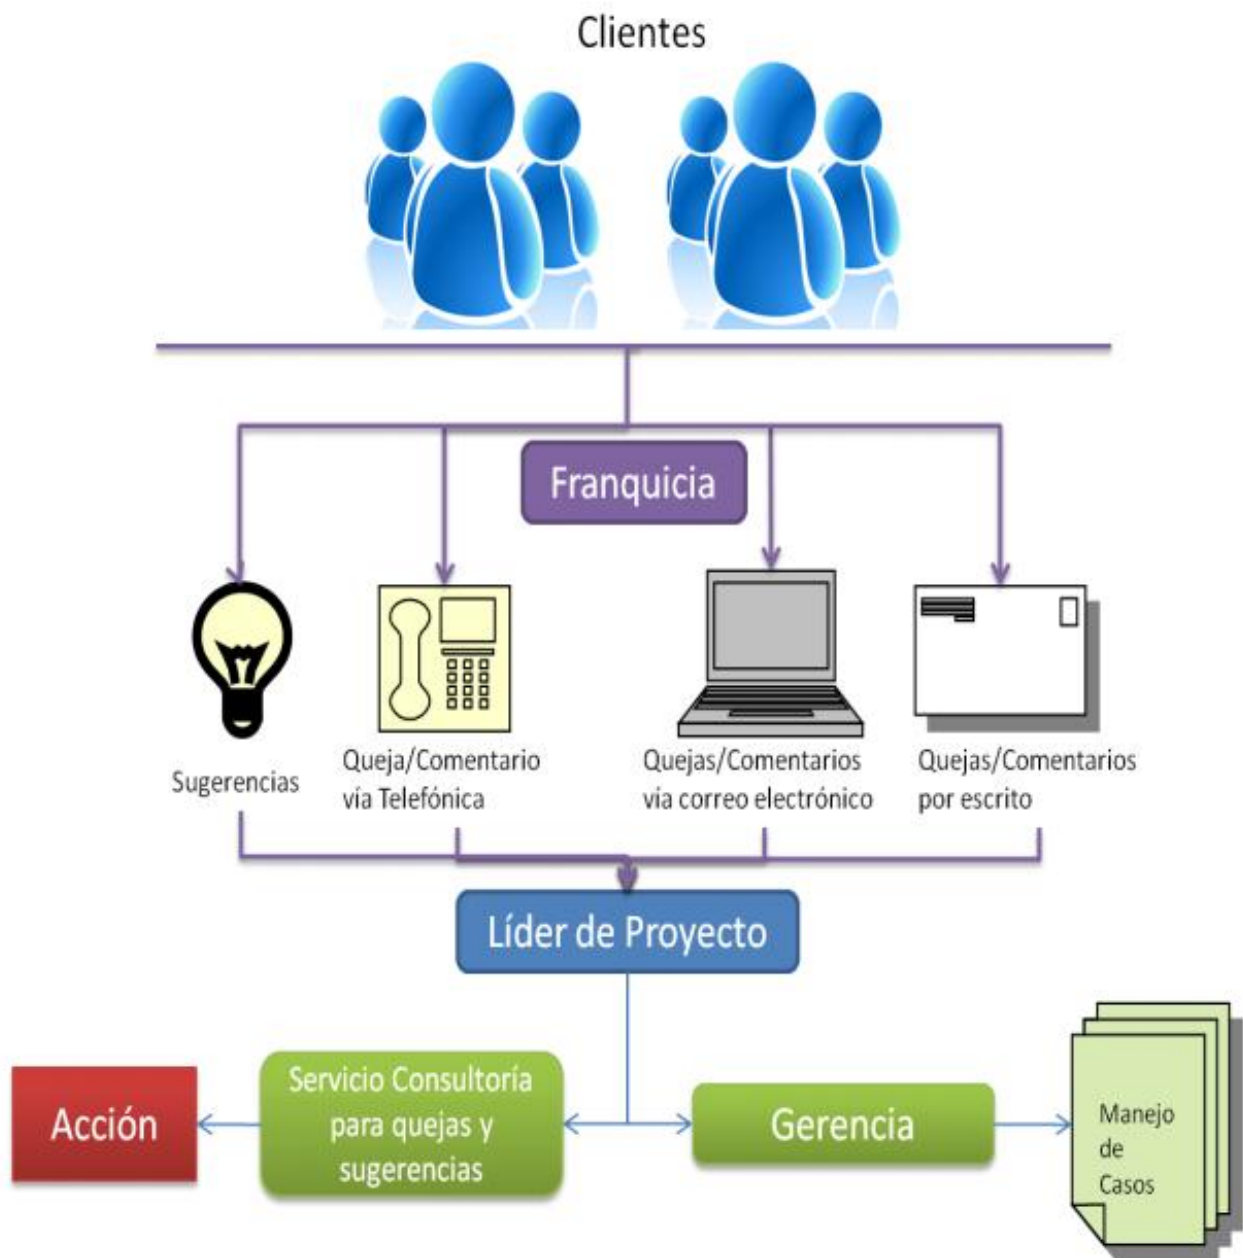 Clientes
Franquicia
Sugerencias
Queja/Comentario
vía Telefónica
Quejas/Comentarios
vía correo electrónico
Quejas/Comentarios
por escrito
Líder de Proyecto
Acción
Servicio Consultoría
para quejas y
sugerencias
Gerencia
Manejo
de
Casos